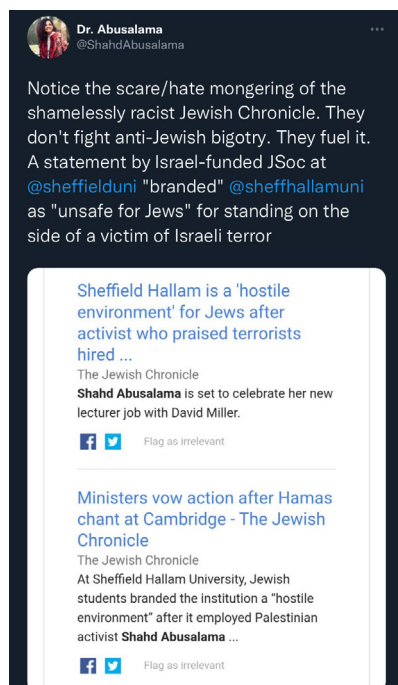 Dr. Abusalama
@ShahdAbusalama
Notice the scare/hate mongering of the
shamelessly racist Jewish Chronicle. They
don't fight anti-Jewish bigotry. They fuel it.
A statement by Israel-funded JSoc at
@sheffielduni "branded" @sheffhallamuni
as "unsafe for Jews" for standing on the
side of a victim of Israeli terror
Sheffield Hallam is a 'hostile
environment' for Jews after
activist who praised terrorists
hired ...
The Jewish Chronicle
Shahd Abusalama is set to celebrate her new
lecturer job with David Miller.
Flag as irrelevant
Ministers vow action after Hamas
chant at Cambridge - The Jewish
Chronicle
The Jewish Chronicle
At Sheffield Hallam University, Jewish
students branded the institution a “hostile
environment” after it employed Palestinian
activist Shahd Abusalama ...
Flag as irrelevant